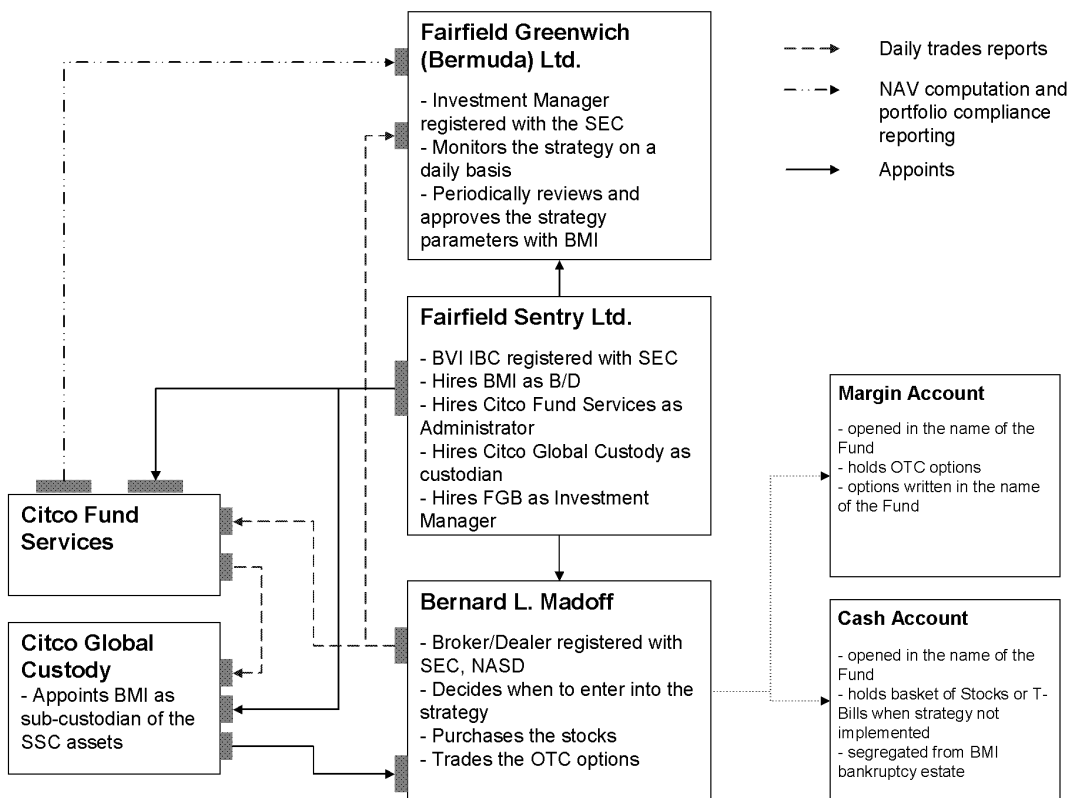 Fairfield Greenwich
(Bermuda) Ltd.
- Investment Manager
registered with the SEC
- Monitors the strategy on a
daily basis
- Periodically reviews and
approves the strategy
parameters with BMI
Daily trades reports
NAV computation and
portfolio compliance
reporting
Appoints
Fairfield Sentry Ltd.
- BVI IBC registered with SEC
- Hires BMI as B/D
- Hires Citco Fund Services as
Administrator
- Hires Citco Global Custody as
custodian
- Hires FGB as Investment
Manager
Citco Fund
Services
Citco Global
Custody
- Appoints BMI as
sub-custodian of the
SSC assets
Bernard L. Madoff
- Broker/Dealer registered with
SEC, NASD
- Decides when to enter into the
strategy
- Purchases the stocks
- Trades the OTC options
Margin Account
- opened in the name of the
Fund
- holds OTC options
- options written in the name
of the Fund
Cash Account
- opened in the name of the
Fund
- holds basket of Stocks or T-
Bills when strategy not
implemented
- segregated from BMI
bankruptcy estate